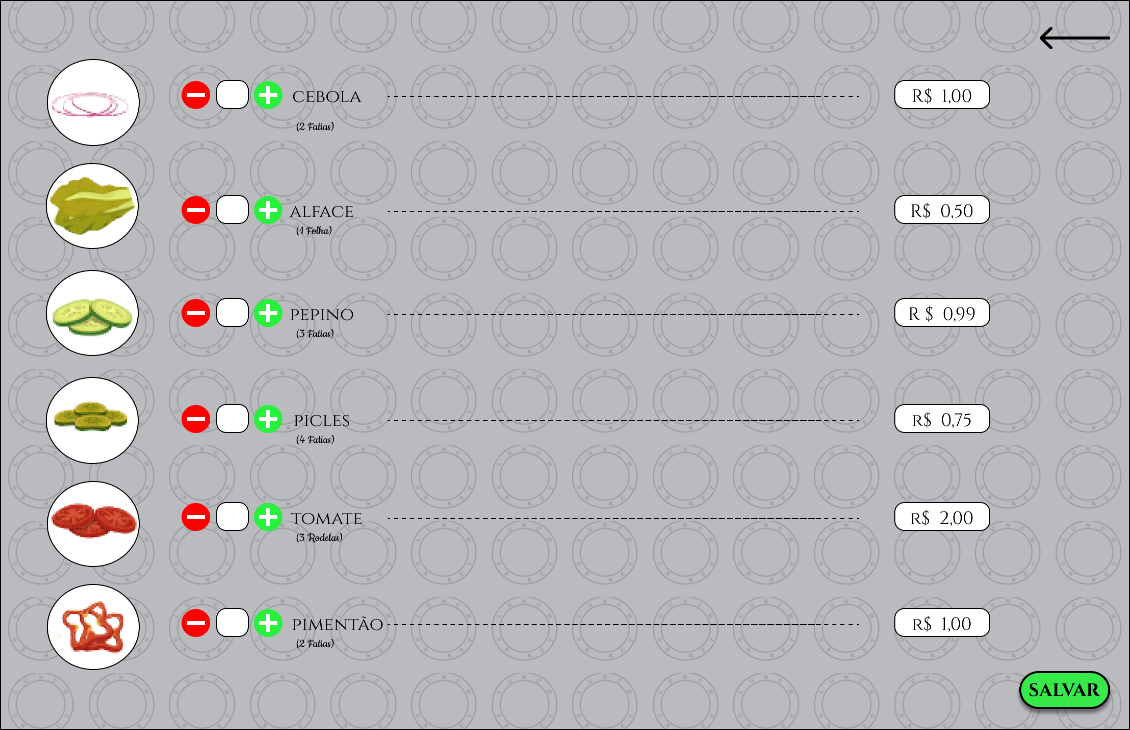 CEBOLA R$ 1,00
(2 Fatias)
ALFACE R$ 0,50
(1 Folha)
PEPINO R $ 0,99
(3 Fatias)
PICLES R$ 0,75
(4 Fatias)
TOMATE R$ 2,00
(3 Rodelas)
PIMENTÃO R$ 1,00
(2 Fatias)
SALVAR